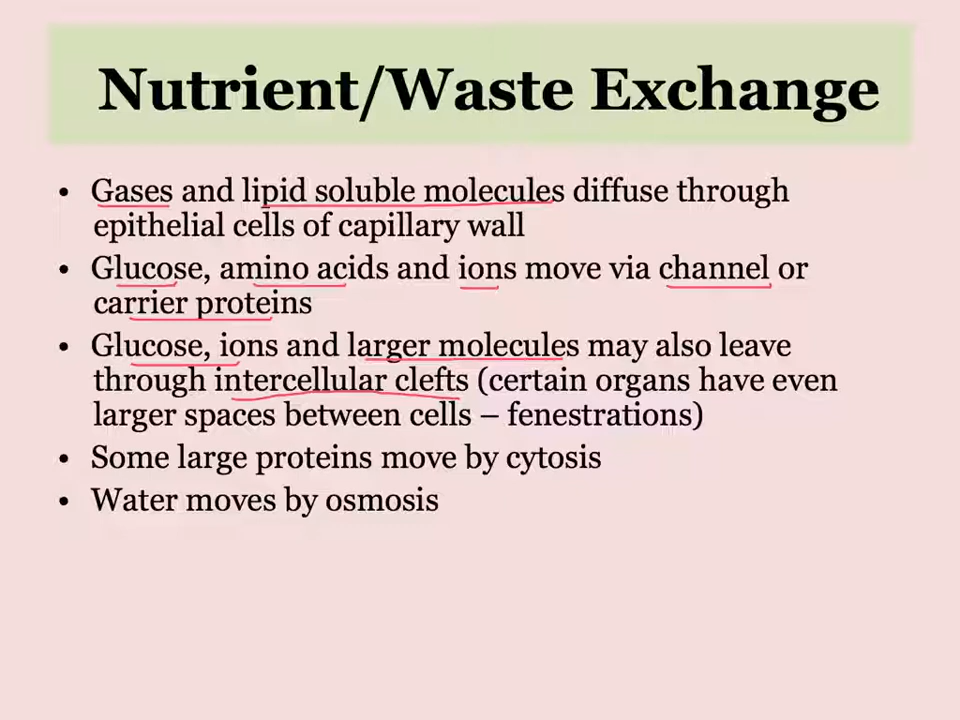 Nutrient/Waste Exchange
• Gases and lipid soluble molecules diffuse through
epithelial cells of capillary wall
• Glucose, amino acids and ions move via channel or
carrier proteins
• Glucose, ions and larger molecules may also leave
through intercellular clefts (certain organs have even
larger spaces between cells – fenestrations)
• Some large proteins move by cytosis
• Water moves by osmosis